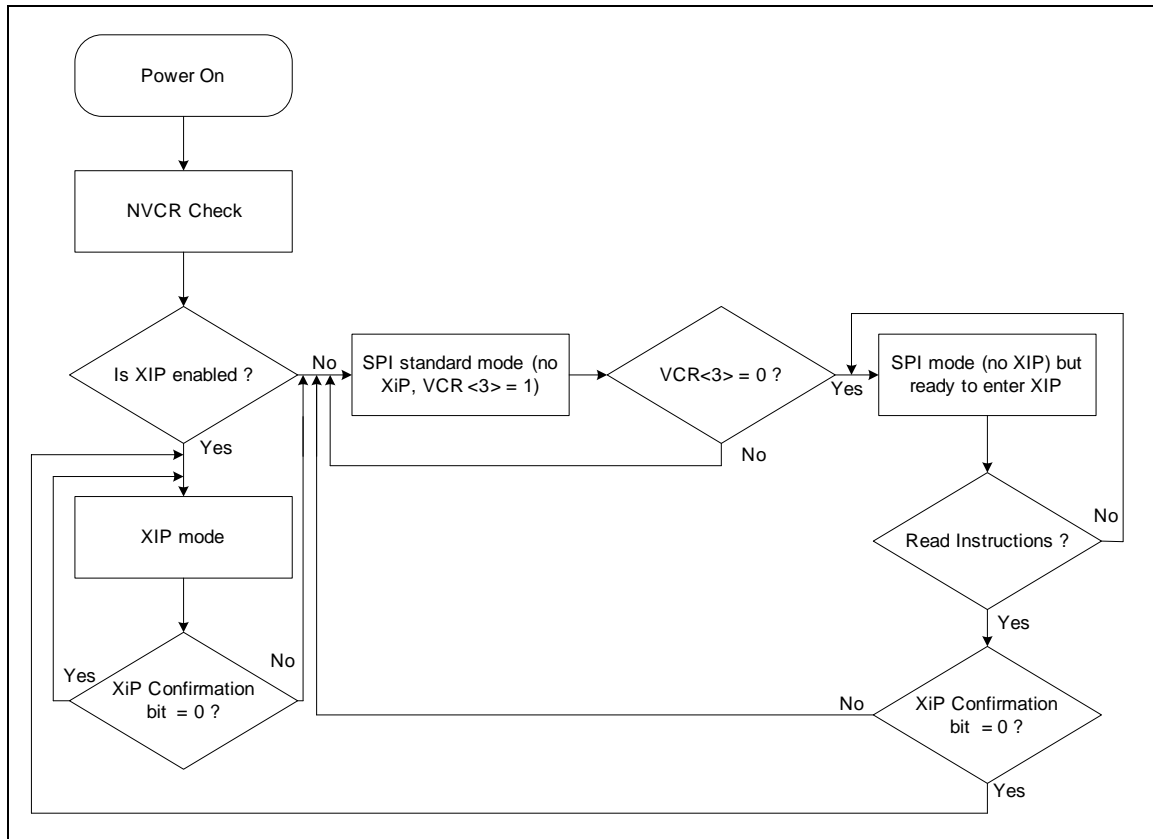 Power On
NVCR Check
Is XIP enabled ?
No
SPI standard mode (no
XiP, VCR <3> = 1)
VCR<3> = 0 ?
Yes
SPI mode (no XIP) but
ready to enter XIP
Yes
No
XIP mode
Read Instructions ?
No
Yes
Yes
XiP Confirmation
bit = 0 ?
No
No
XiP Confirmation
bit = 0 ?
Yes